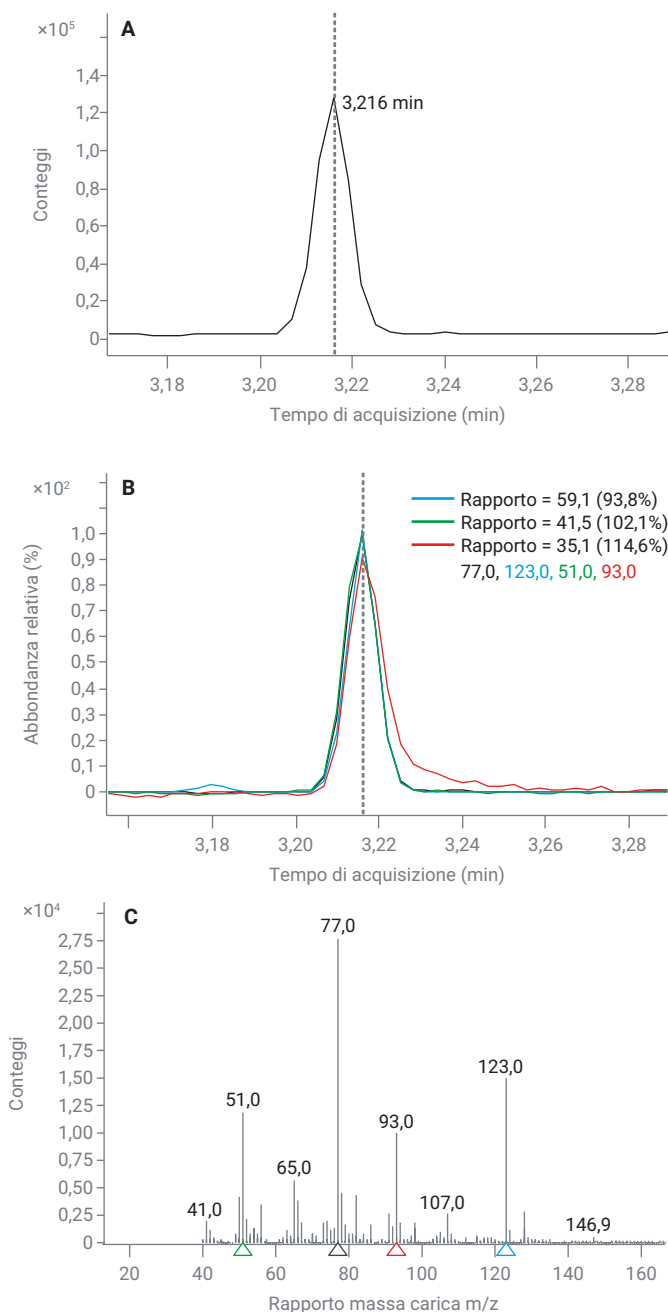 A
×10⁵
3,216 min
Conteggi
1,4
1,2
1,0
0,8
0,6
0,4
0,2
0
3,18 3,20 3,22 3,24 3,26 3,28
Tempo di acquisizione (min)
B
×10²
Rapporto = 59,1 (93,8%)
Rapporto = 41,5 (102,1%)
Rapporto = 35,1 (114,6%)
77,0, 123,0, 51,0, 93,0
Abbondanza relativa (%)
1,0
0,9
0,8
0,7
0,6
0,5
0,4
0,3
0,2
0,1
0
3,18 3,20 3,22 3,24 3,26 3,28
Tempo di acquisizione (min)
C
×10⁴
77,0
Conteggi
2,75
2,50
2,25
2,00
1,75
1,50
1,25
1,00
0,75
0,50
0,25
0
123,0
51,0
93,0
65,0
41,0
107,0
146,9
20 40 60 80 100 120 140 160
Rapporto massa carica m/z